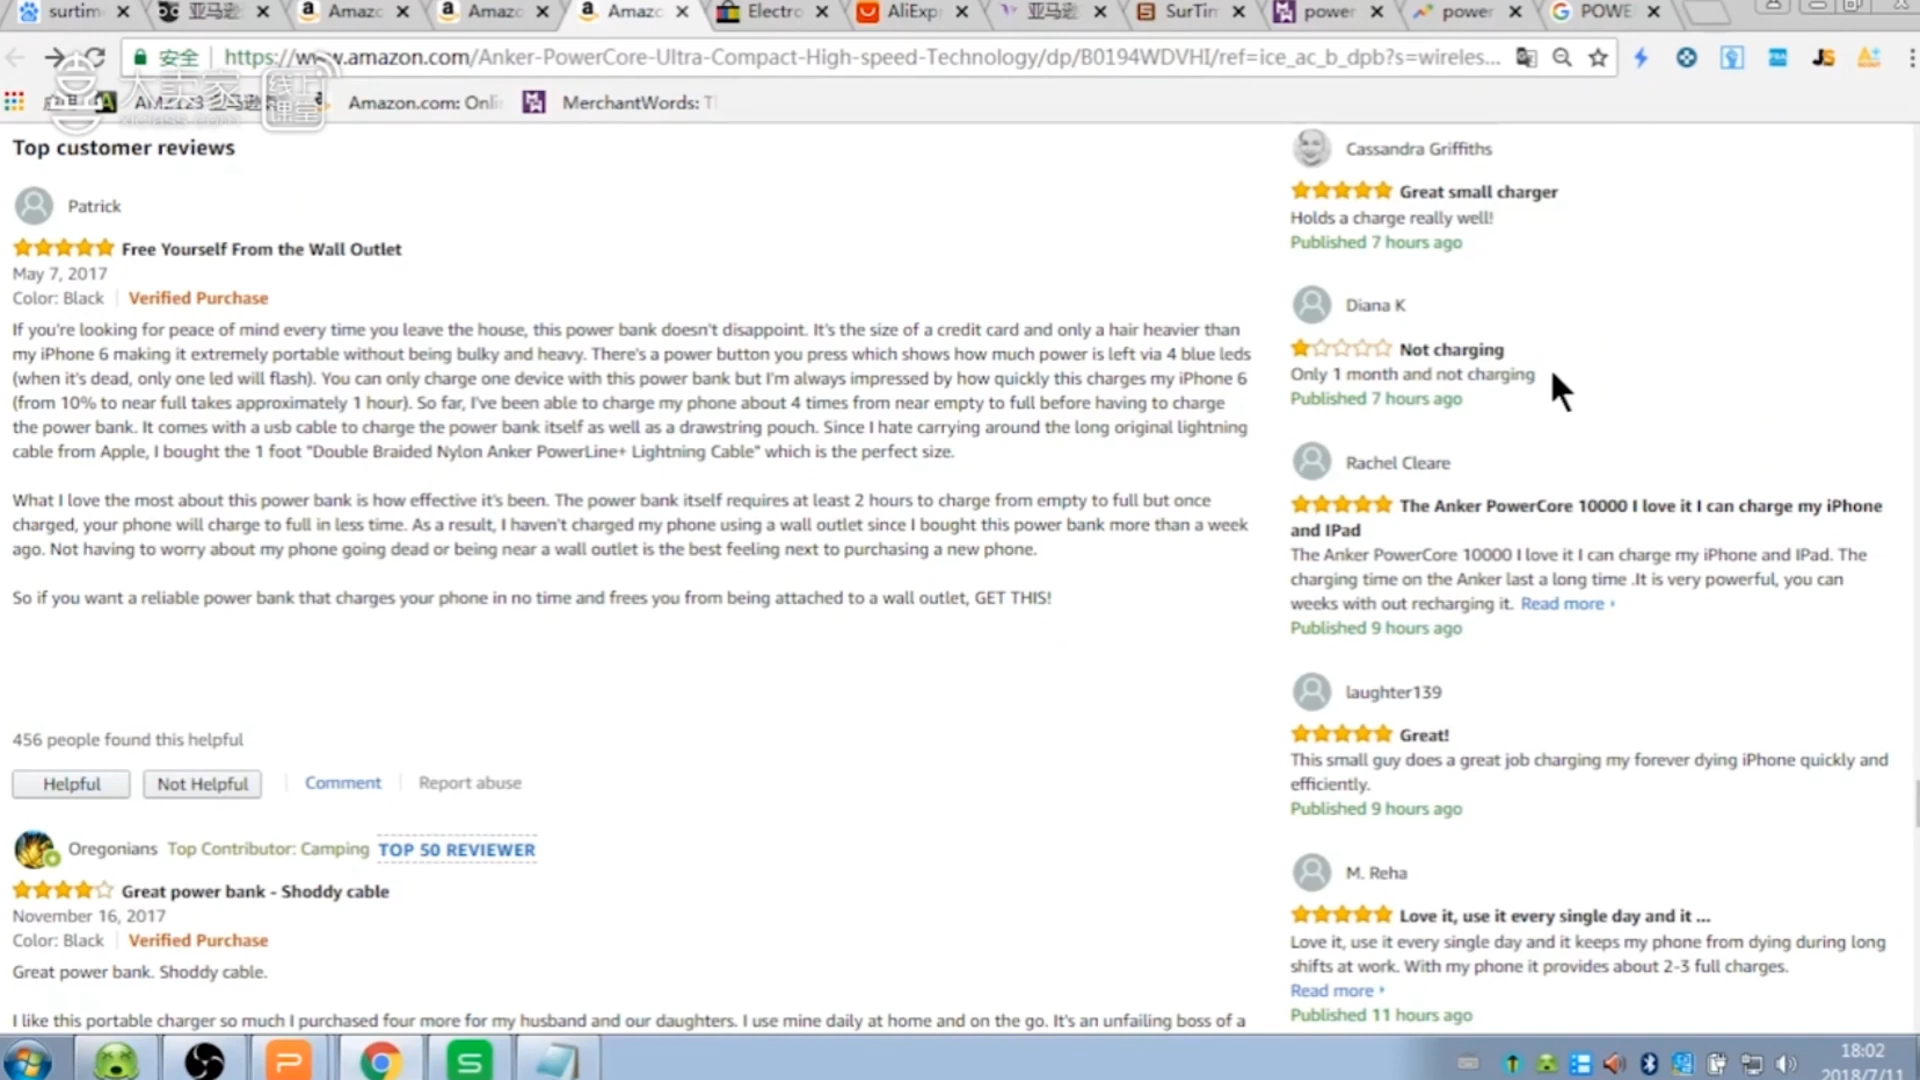 surtim
亚马逊
Amazo
Amazo
Amazo
Electro
AliExp
亚马逊
SurTim
power
power
POWE
安全
https://www.amazon.com/Anker-PowerCore-Ultra-Compact-High-speed-Technology/dp/B0194WDVHI/ref=ice_ac_b_dpb?s=wireles...
大卖家
线上
课堂
Amazon.com: Onli
MerchantWords: T
Top customer reviews
Patrick
Free Yourself From the Wall Outlet
May 7, 2017
Color: Black
Verified Purchase
If you're looking for peace of mind every time you leave the house, this power bank doesn't disappoint. It's the size of a credit card and only a hair heavier than
my iPhone 6 making it extremely portable without being bulky and heavy. There's a power button you press which shows how much power is left via 4 blue leds
(when it's dead, only one led will flash). You can only charge one device with this power bank but I'm always impressed by how quickly this charges my iPhone 6
(from 10% to near full takes approximately 1 hour). So far, I've been able to charge my phone about 4 times from near empty to full before having to charge
the power bank. It comes with a usb cable to charge the power bank itself as well as a drawstring pouch. Since I hate carrying around the long original lightning
cable from Apple, I bought the 1 foot "Double Braided Nylon Anker PowerLine+ Lightning Cable" which is the perfect size.
What I love the most about this power bank is how effective it's been. The power bank itself requires at least 2 hours to charge from empty to full but once
charged, your phone will charge to full in less time. As a result, I haven't charged my phone using a wall outlet since I bought this power bank more than a week
ago. Not having to worry about my phone going dead or being near a wall outlet is the best feeling next to purchasing a new phone.
So if you want a reliable power bank that charges your phone in no time and frees you from being attached to a wall outlet, GET THIS!
456 people found this helpful
Helpful
Not Helpful
Comment
Report abuse
Oregonians Top Contributor: Camping TOP 50 REVIEWER
Great power bank - Shoddy cable
November 16, 2017
Color: Black
Verified Purchase
Great power bank. Shoddy cable.
I like this portable charger so much I purchased four more for my husband and our daughters. I use mine daily at home and on the go. It's an unfailing boss of a
Cassandra Griffiths
Great small charger
Holds a charge really well!
Published 7 hours ago
Diana K
Not charging
Only 1 month and not charging
Published 7 hours ago
Rachel Cleare
The Anker PowerCore 10000 I love it I can charge my iPhone
and IPad
The Anker PowerCore 10000 I love it I can charge my iPhone and IPad. The
charging time on the Anker last a long time .It is very powerful, you can
weeks with out recharging it. Read more
Published 9 hours ago
laughter139
Great!
This small guy does a great job charging my forever dying iPhone quickly and
efficiently.
Published 9 hours ago
M. Reha
Love it, use it every single day and it ...
Love it, use it every single day and it keeps my phone from dying during long
shifts at work. With my phone it provides about 2-3 full charges.
Read more
Published 11 hours ago
18:02
2018/7/11